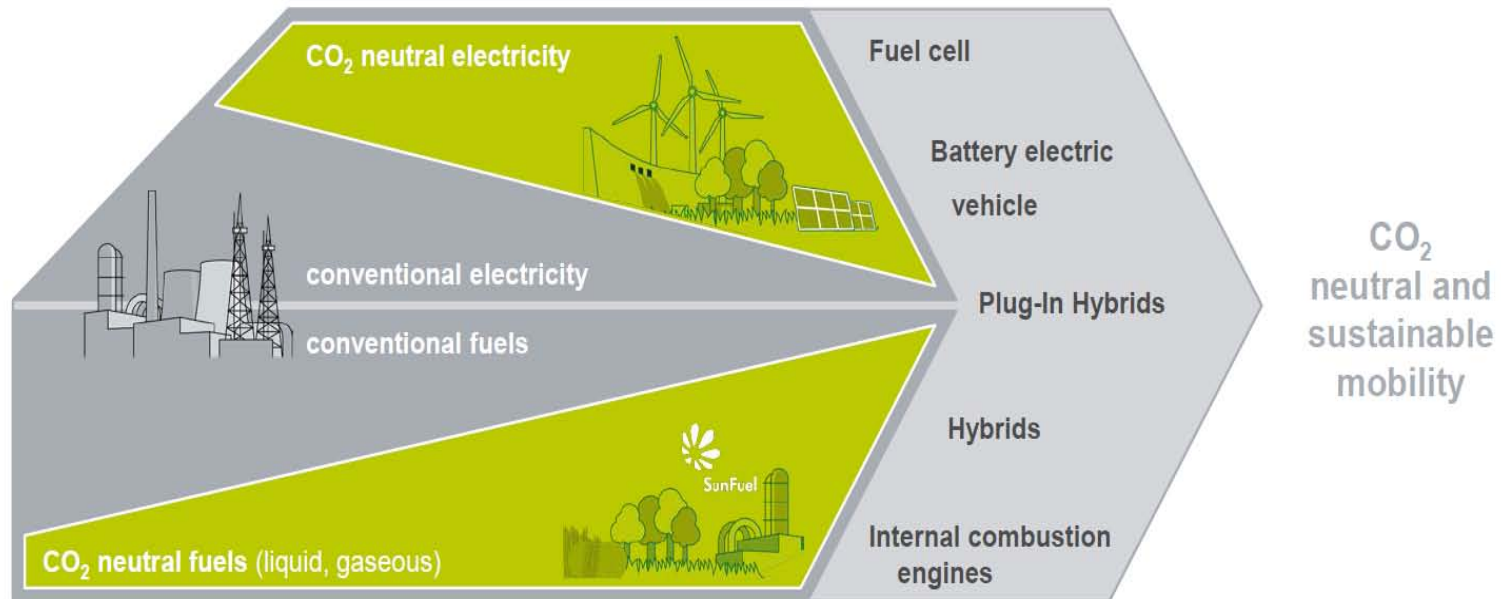 CO₂ neutral electricity
conventional electricity
conventional fuels
SunFuel
CO₂ neutral fuels (liquid, gaseous)
Fuel cell
Battery electric
vehicle
Plug-In Hybrids
Hybrids
Internal combustion
engines
CO₂
neutral and
sustainable
mobility